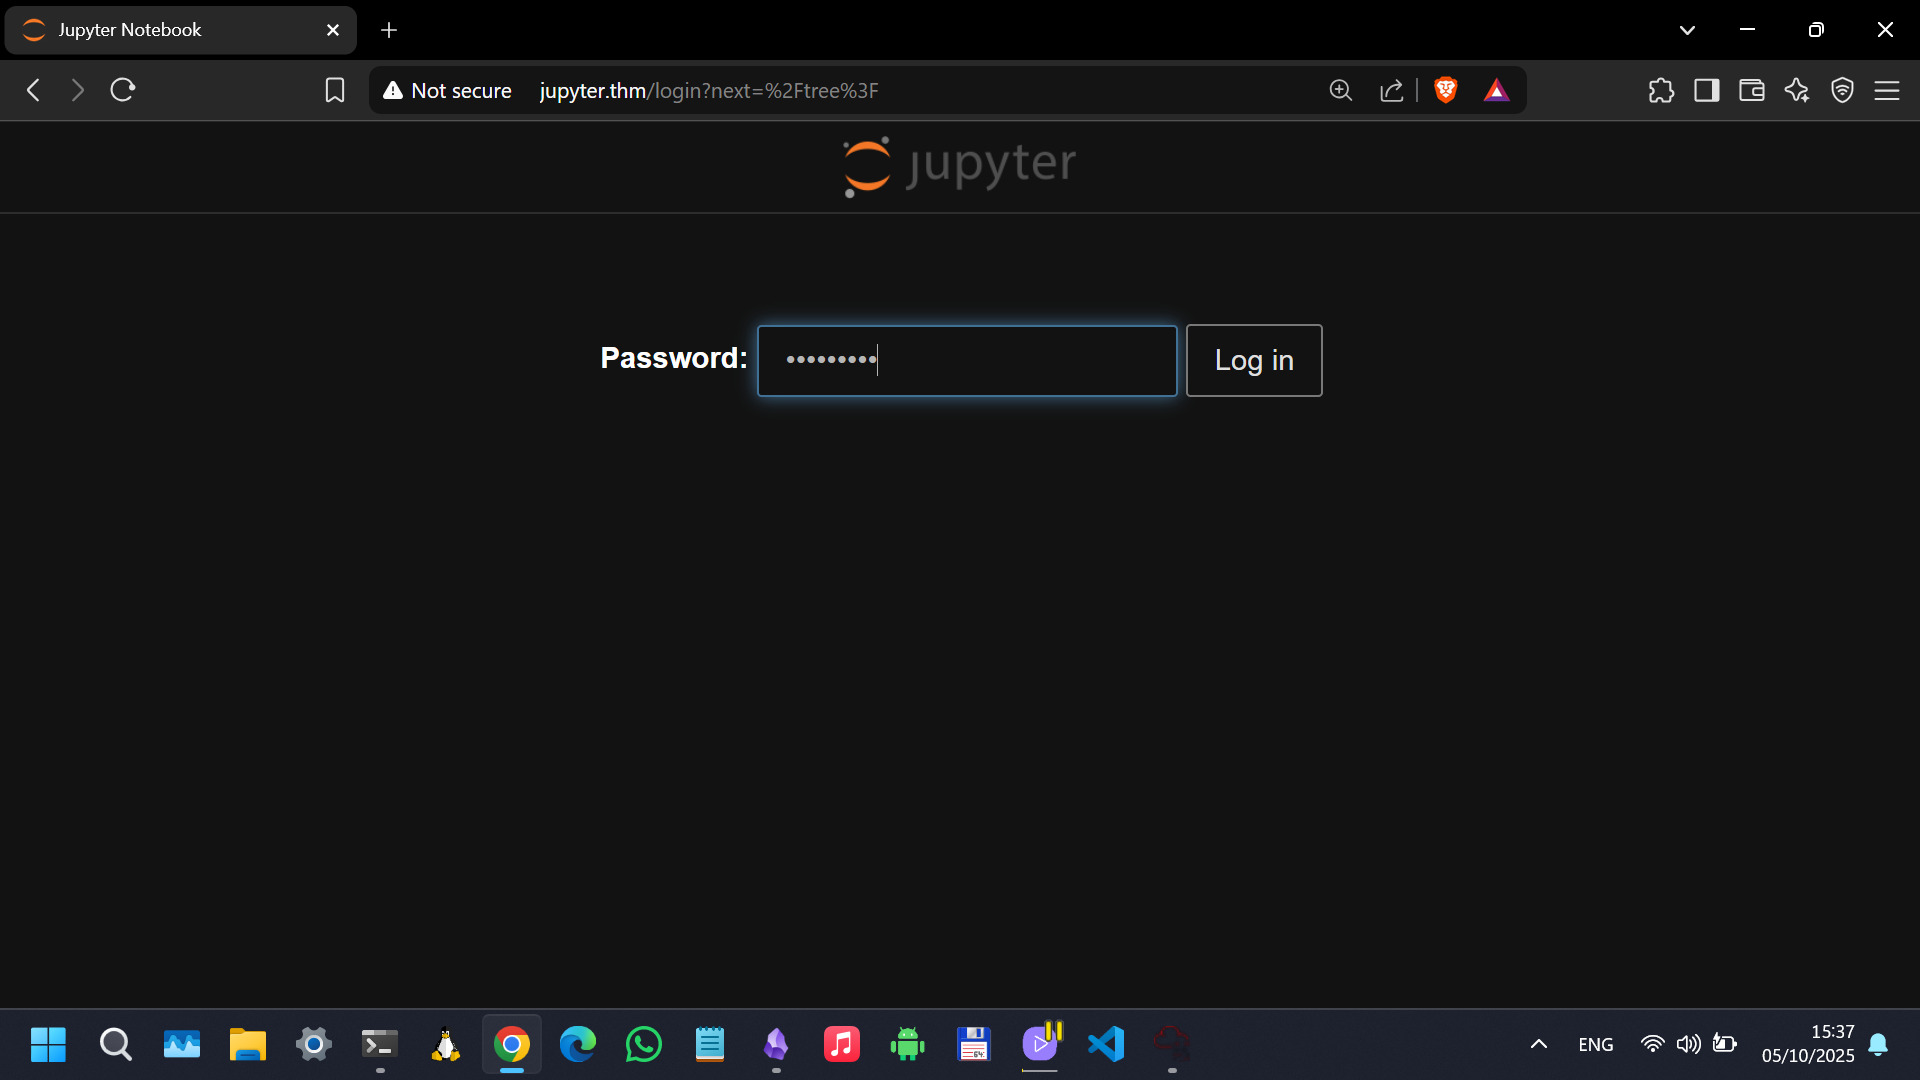 Jupyter Notebook
Not secure jupyter.thm/login?next=%2Ftree%3F
jupyter
Password: ••••••••• Log in
64
ENG
15:37
05/10/2025